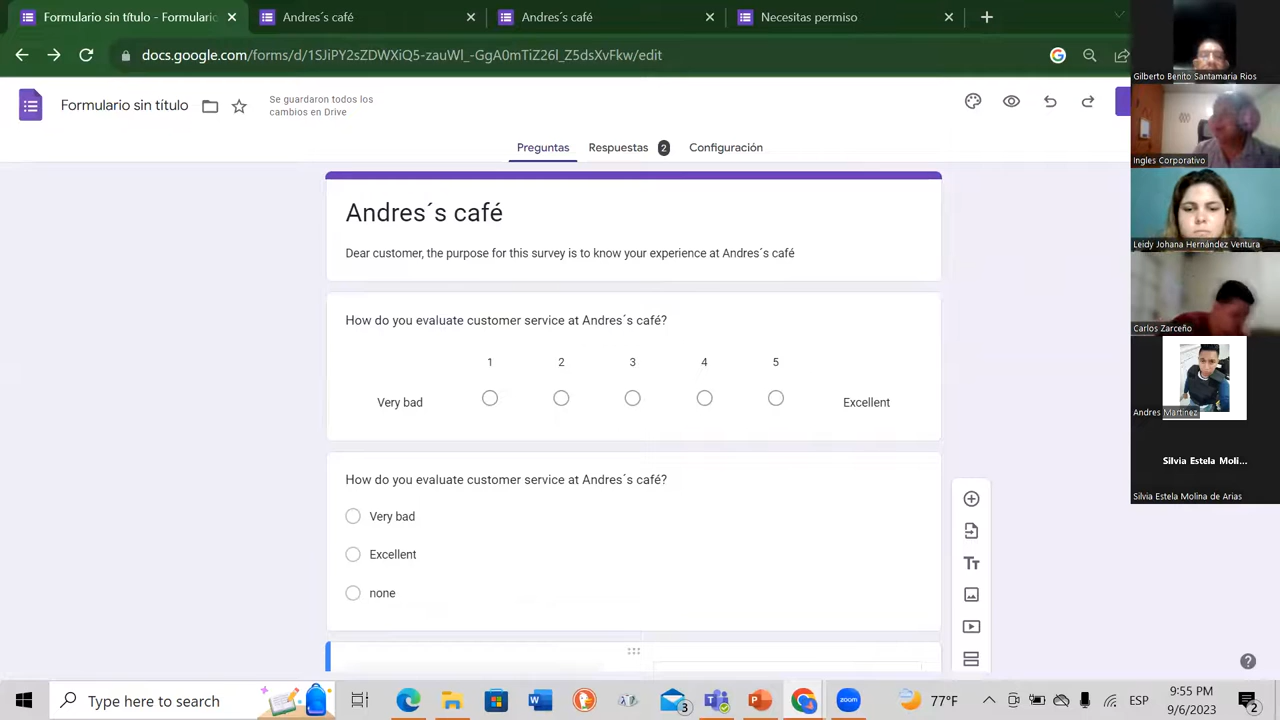 Formulario sin título - Formulario
Andres´s café
Andres´s café
Necesitas permiso
docs.google.com/forms/d/1SJiPY2sZDWXiQ5-zauWl_-GgA0mTiZ26l_Z5dsXvFkw/edit
Formulario sin título
Se guardaron todos los
cambios en Drive
Preguntas
Respuestas 2
Configuración
Andres´s café
Dear customer, the purpose for this survey is to know your experience at Andres´s café
How do you evaluate customer service at Andres´s café?
1 2 3 4 5
Very bad
Excellent
How do you evaluate customer service at Andres´s café?
Very bad
Excellent
none
Tт
Gilberto Benito Santamaria Rios
Ingles Corporativo
Leidy Johana Hernández Ventura
Carlos Zarceño
Andres Martinez
Silvia Estela Moli...
Silvia Estela Molina de Arias
Type here to search
3
zoom
77°F
ESP
9:55 PM
9/6/2023
2